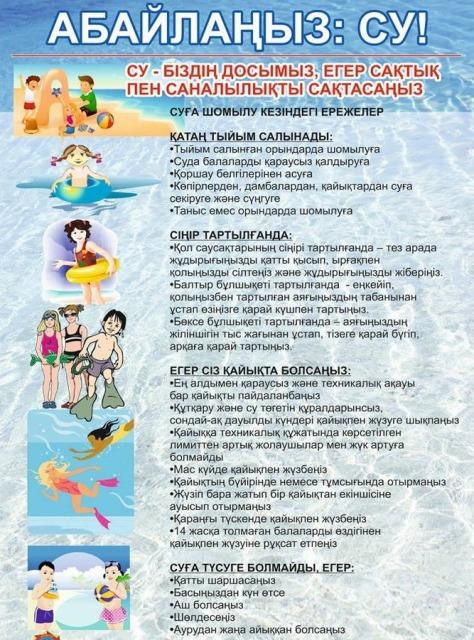 АБАЙЛАҢЫЗ: СУ!
СУ - БІЗДІҢ ДОСЫМЫЗ, ЕГЕР САҚТЫҚ
ПЕН САНАЛЫЛЫҚТЫ САҚТАСАҢЫЗ
СУҒА ШОМЫЛУ КЕЗІНДЕГІ ЕРЕЖЕЛЕР
ҚАТАҢ ТЫЙЫМ САЛЫНАДЫ:
•Тыйым салынған орындарда шомылуға
•Суда балаларды қараусыз қалдыруға
•Қоршау белгілерінен асуға
•Көпірлерден, дамбалардан, қайықтардан суға
секіруге және сүңгуге
•Таныс емес орындарда шомылуға
СІҢІР ТАРТЫЛҒАНДА:
•Қол саусақтарының сіңірі тартылғанда – тез арада
жұдырығыңызды қатты қысып, ырғақпен
қолыңызды сілтеңіз және жұдырығыңызды жіберіңіз.
•Балтыр бұлшықеті тартылғанда - еңкейіп,
қолыңызбен тартылған аяғыңыздың табанынан
ұстап өзіңізге қарай күшпен тартыңыз.
•Бөксе бұлшықеті тартылғанда – аяғыңыздың
жіліншігін тыс жағынан ұстап, тізеге қарай бүгіп,
арқаға қарай тартыңыз.
ЕГЕР СІЗ ҚАЙЫҚТА БОЛСАҢЫЗ:
•Ең алдымен қараусыз және техникалық ақауы
бар қайықты пайдаланбаңыз
•Құтқару және су төгетін құралдарынсыз,
сондай-ақ дауылды күндері қайықпен жүзуге шықпаңыз
•Қайыққа техникалық құжатында көрсетілген
лимиттен артық жолаушылар мен жүк артуға
болмайды
•Мас күйде қайықпен жүзбеңіз
•Қайықтың бүйірінде немесе тұмсығында отырмаңыз
•Жүзіп бара жатып бір қайықтан екіншісіне
ауысып отырмаңыз
•Қараңғы түскенде қайықпен жүзбеңіз
•14 жасқа толмаған балаларды өздігінен
қайықпен жүзуіне рұқсат етпеңіз
СУҒА ТҮСУГЕ БОЛМАЙДЫ, ЕГЕР:
•Қатты шаршасаңыз
•Басыңыздан күн өтсе
•Аш болсаңыз
•Шөлдесеңіз
•Аурудан жаңа айыққан болсаңыз